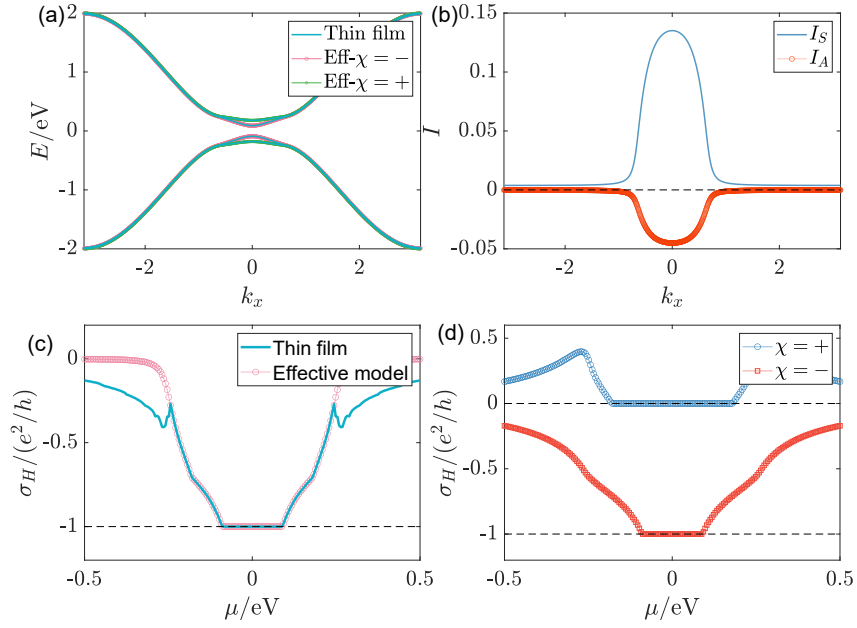 (a)
2
1
0
-1
-2
E/eV
-2
0
2
k_x
Thin film
Eff-χ = −
Eff-χ = +
(b)
0.15
0.1
0.05
0
-0.05
I
-2
0
2
k_x
I_S
I_A
(c)
0
-0.5
-1
σ_H/(e²/h)
-0.5
0
0.5
μ/eV
Thin film
Effective model
(d)
0.5
0
-0.5
-1
σ_H/(e²/h)
-0.5
0
0.5
μ/eV
χ = +
χ = −